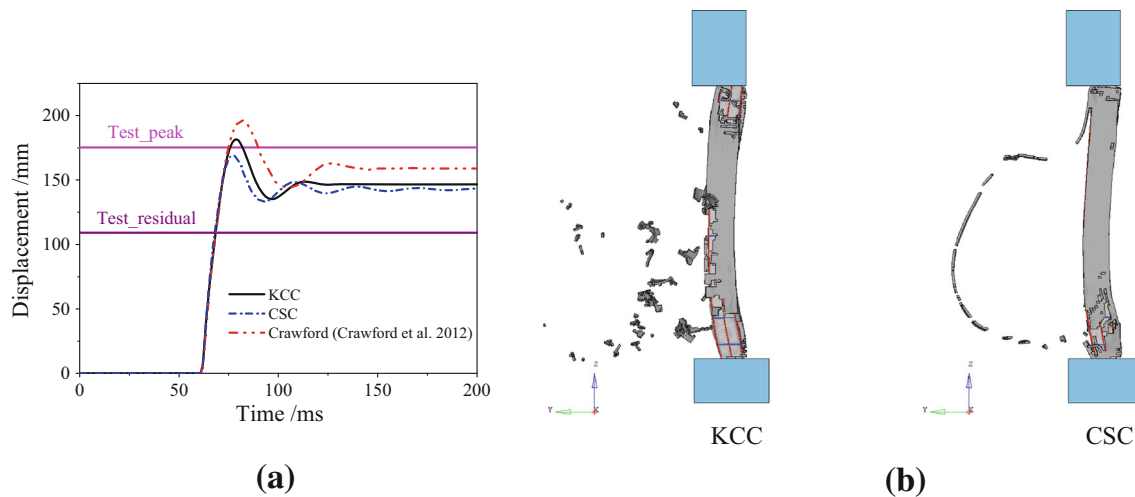 200
150
100
50
0
Displacement /mm
Test_peak
Test_residual
KCC
CSC
Crawford (Crawford et al. 2012)
0 50 100 150 200
Time /ms
(a)
Z
Y
X
KCC
Z
Y
X
CSC
(b)